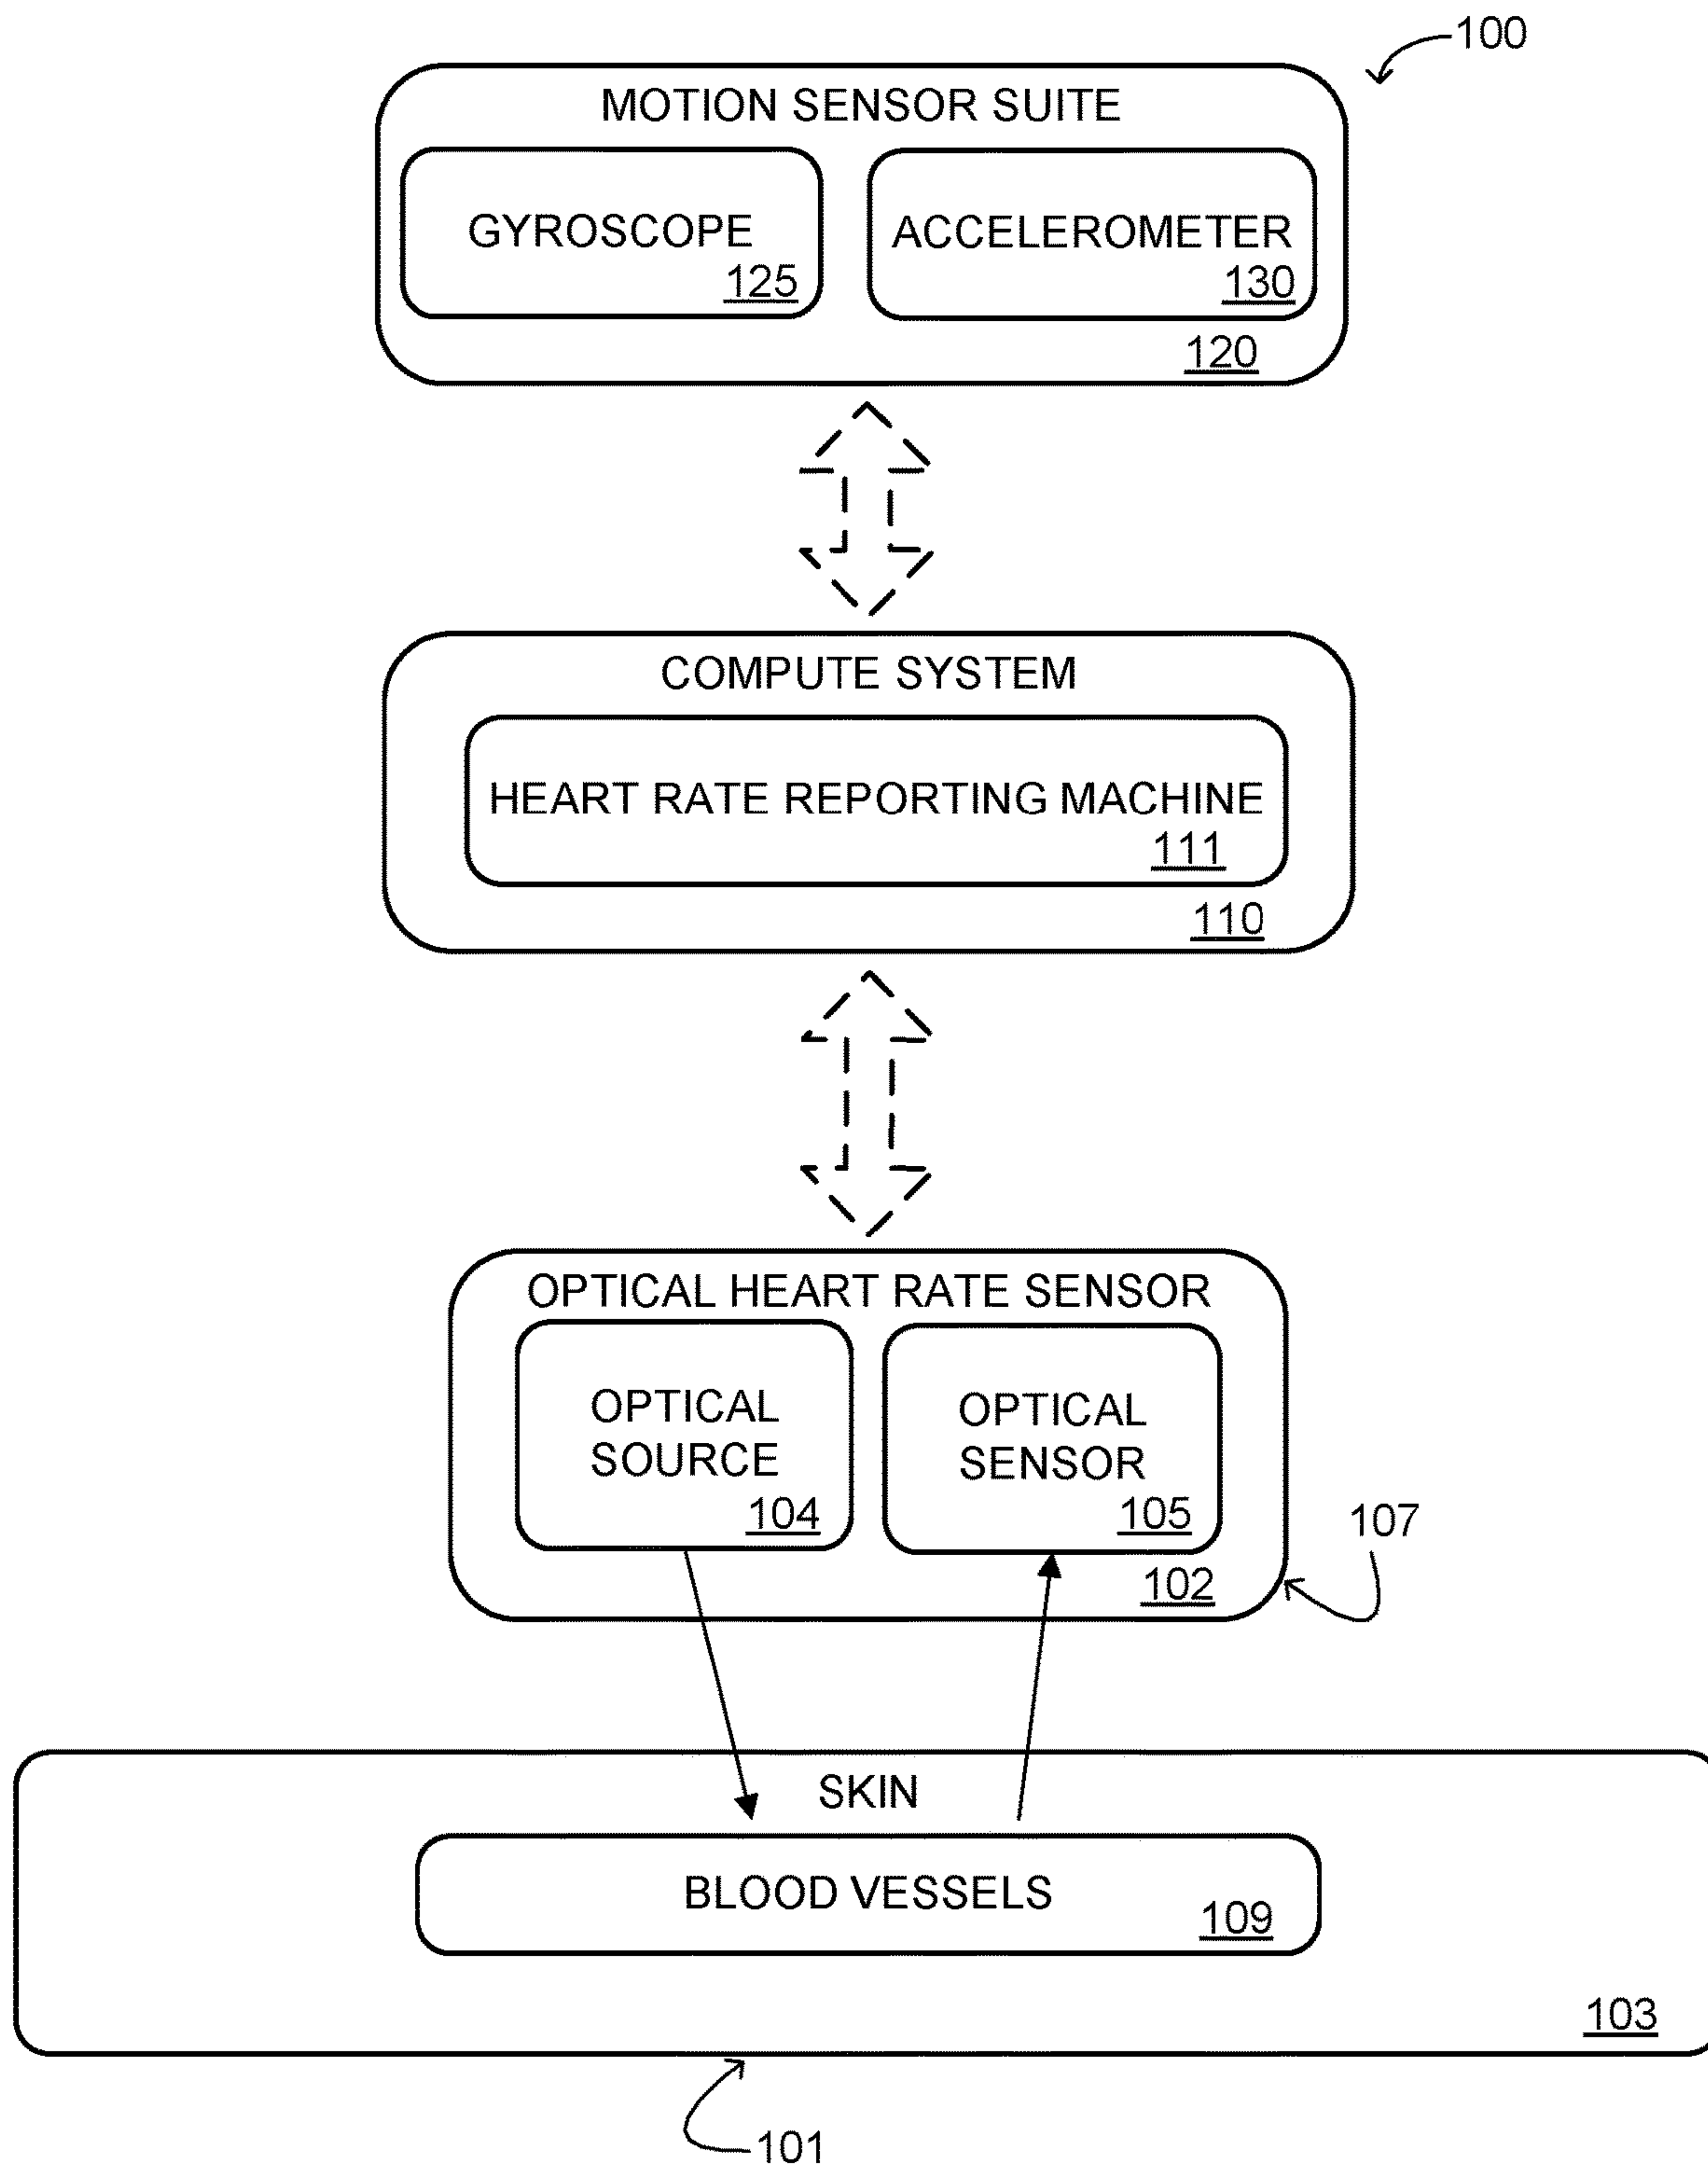 100
MOTION SENSOR SUITE
GYROSCOPE
125
ACCELEROMETER
130
120
COMPUTE SYSTEM
HEART RATE REPORTING MACHINE
111
110
OPTICAL HEART RATE SENSOR
OPTICAL
SOURCE
104
OPTICAL
SENSOR
105
102
107
SKIN
BLOOD VESSELS
109
103
101